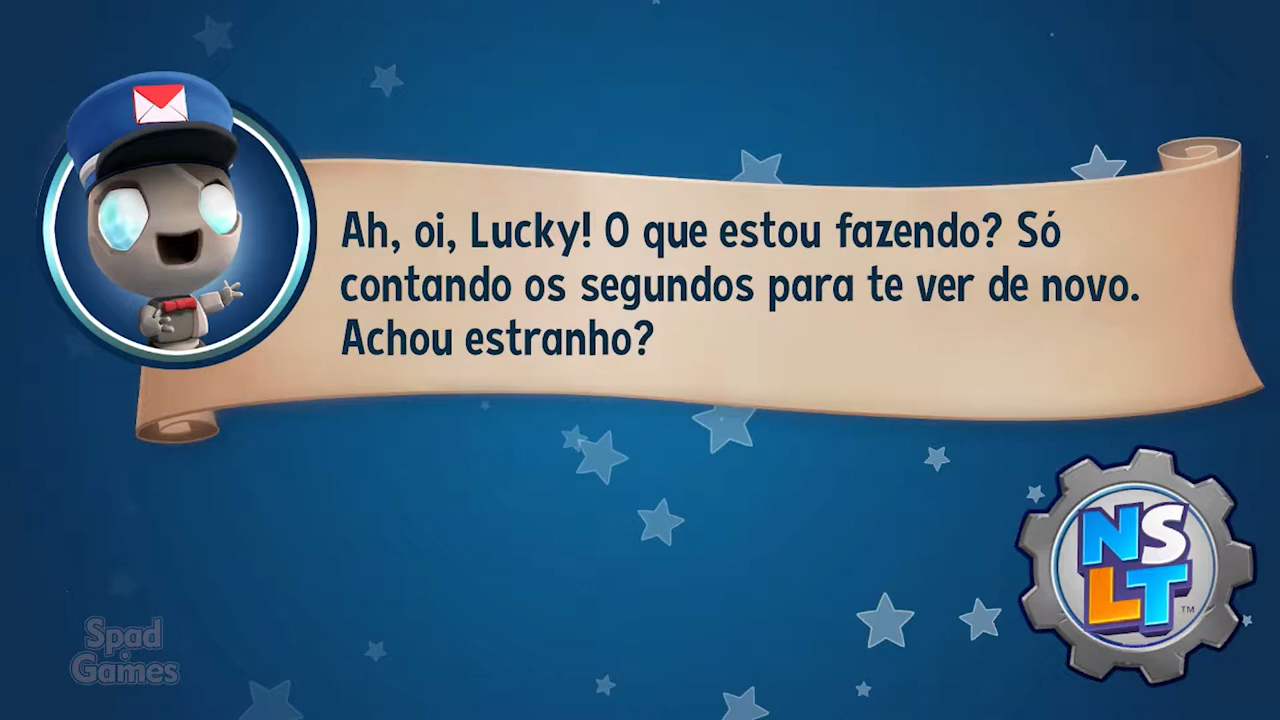 Ah, oi, Lucky! O que estou fazendo? Só
contando os segundos para te ver de novo.
Achou estranho?
NS
LT™
Spad
Games